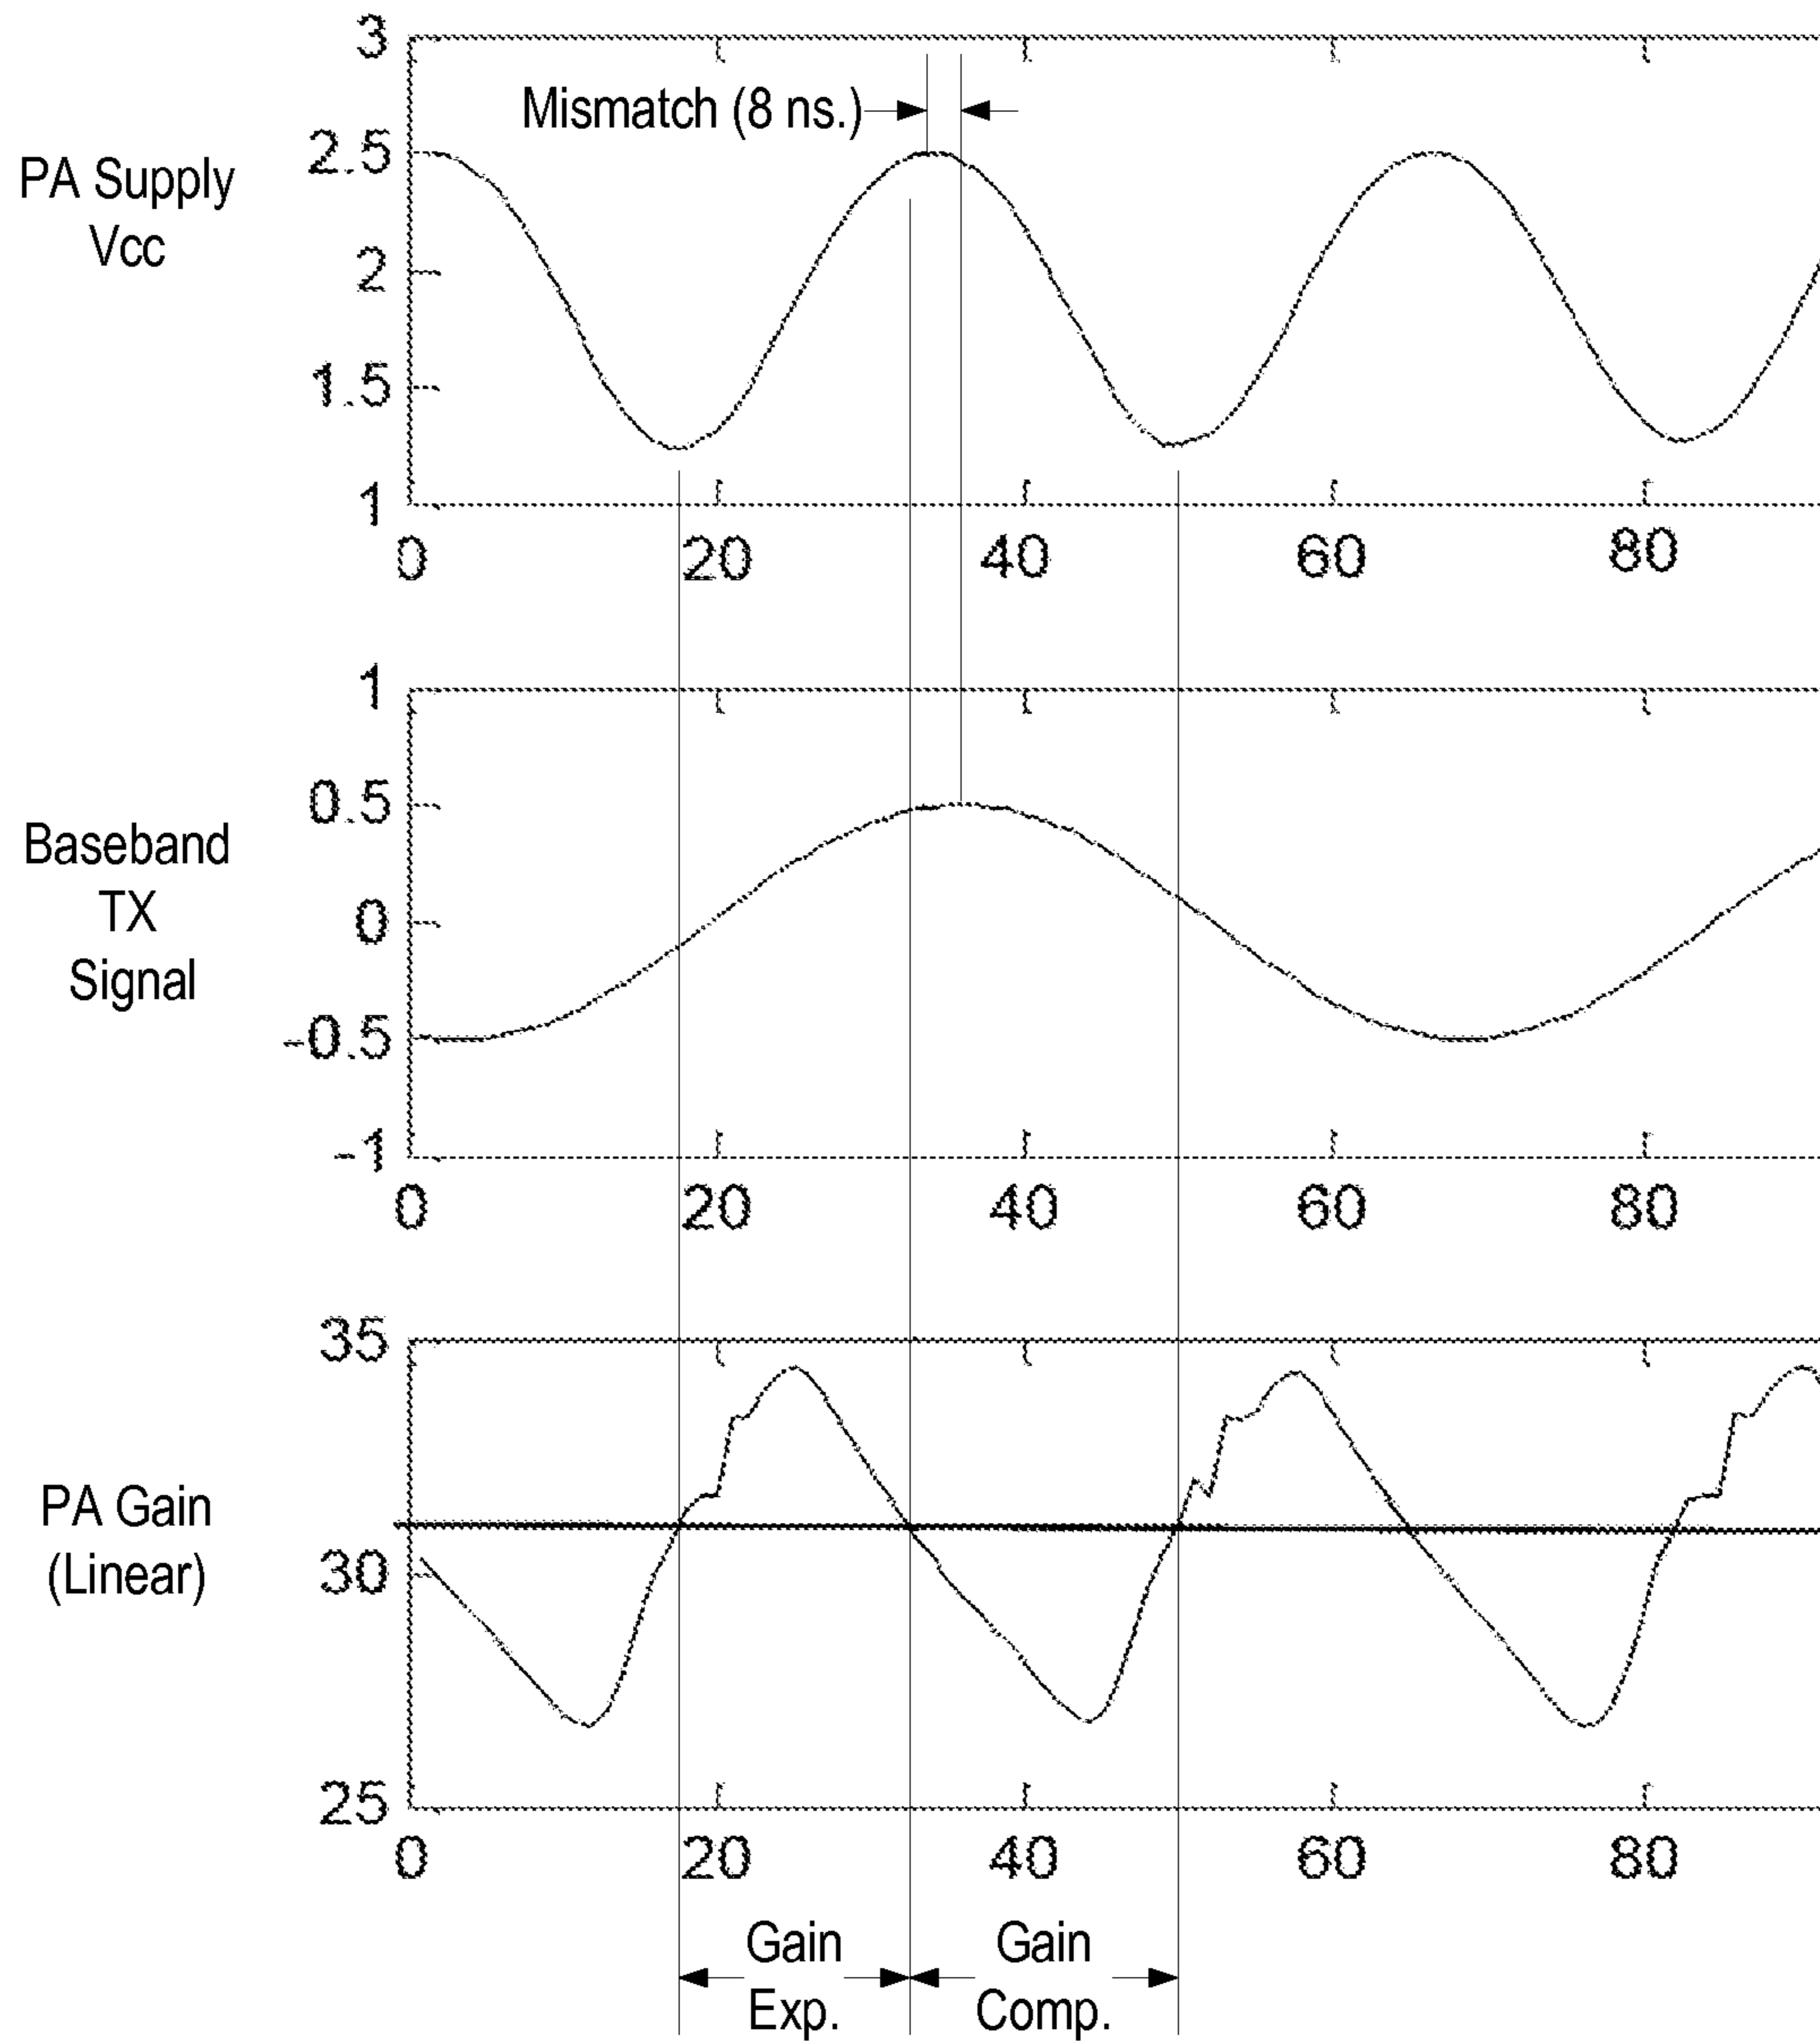 3
Mismatch (8 ns.)
2.5
PA Supply
Vcc
2
1.5
1
0 20 40 60 80
1
0.5
Baseband
TX
Signal
0
-0.5
-1
0 20 40 60 80
35
PA Gain
(Linear)
30
25
0 20 40 60 80
Gain
Exp.
Gain
Comp.